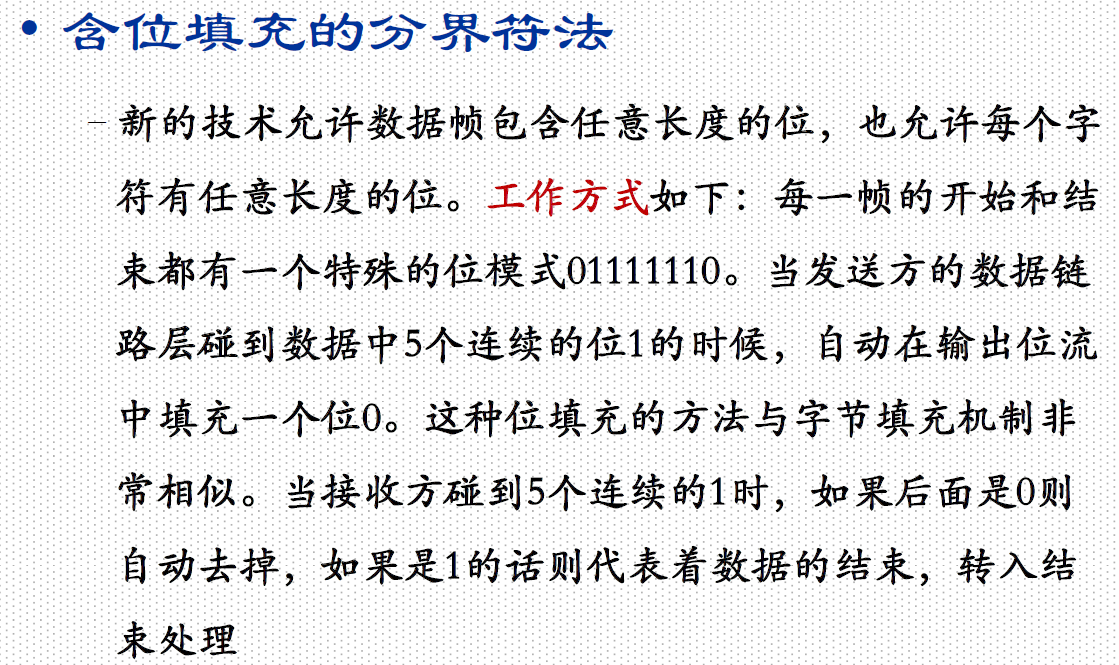 • 含位填充的分界符法
– 新的技术允许数据帧包含任意长度的位，也允许每个字
符有任意长度的位。工作方式如下：每一帧的开始和结
束都有一个特殊的位模式01111110。当发送方的数据链
路层碰到数据中5个连续的位1的时候，自动在输出位流
中填充一个位0。这种位填充的方法与字节填充机制非
常相似。当接收方碰到5个连续的1时，如果后面是0则
自动去掉，如果是1的话则代表着数据的结束，转入结
束处理